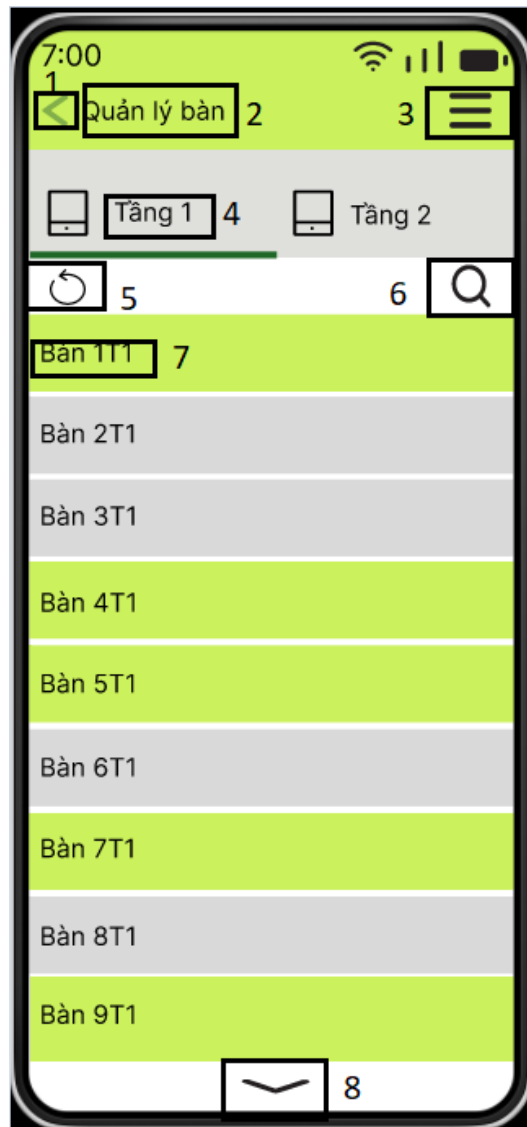 7:00
1
Quản lý bàn 2 3
Tầng 1 4 Tầng 2
5 6
Bàn 1T1 7
Bàn 2T1
Bàn 3T1
Bàn 4T1
Bàn 5T1
Bàn 6T1
Bàn 7T1
Bàn 8T1
Bàn 9T1
8